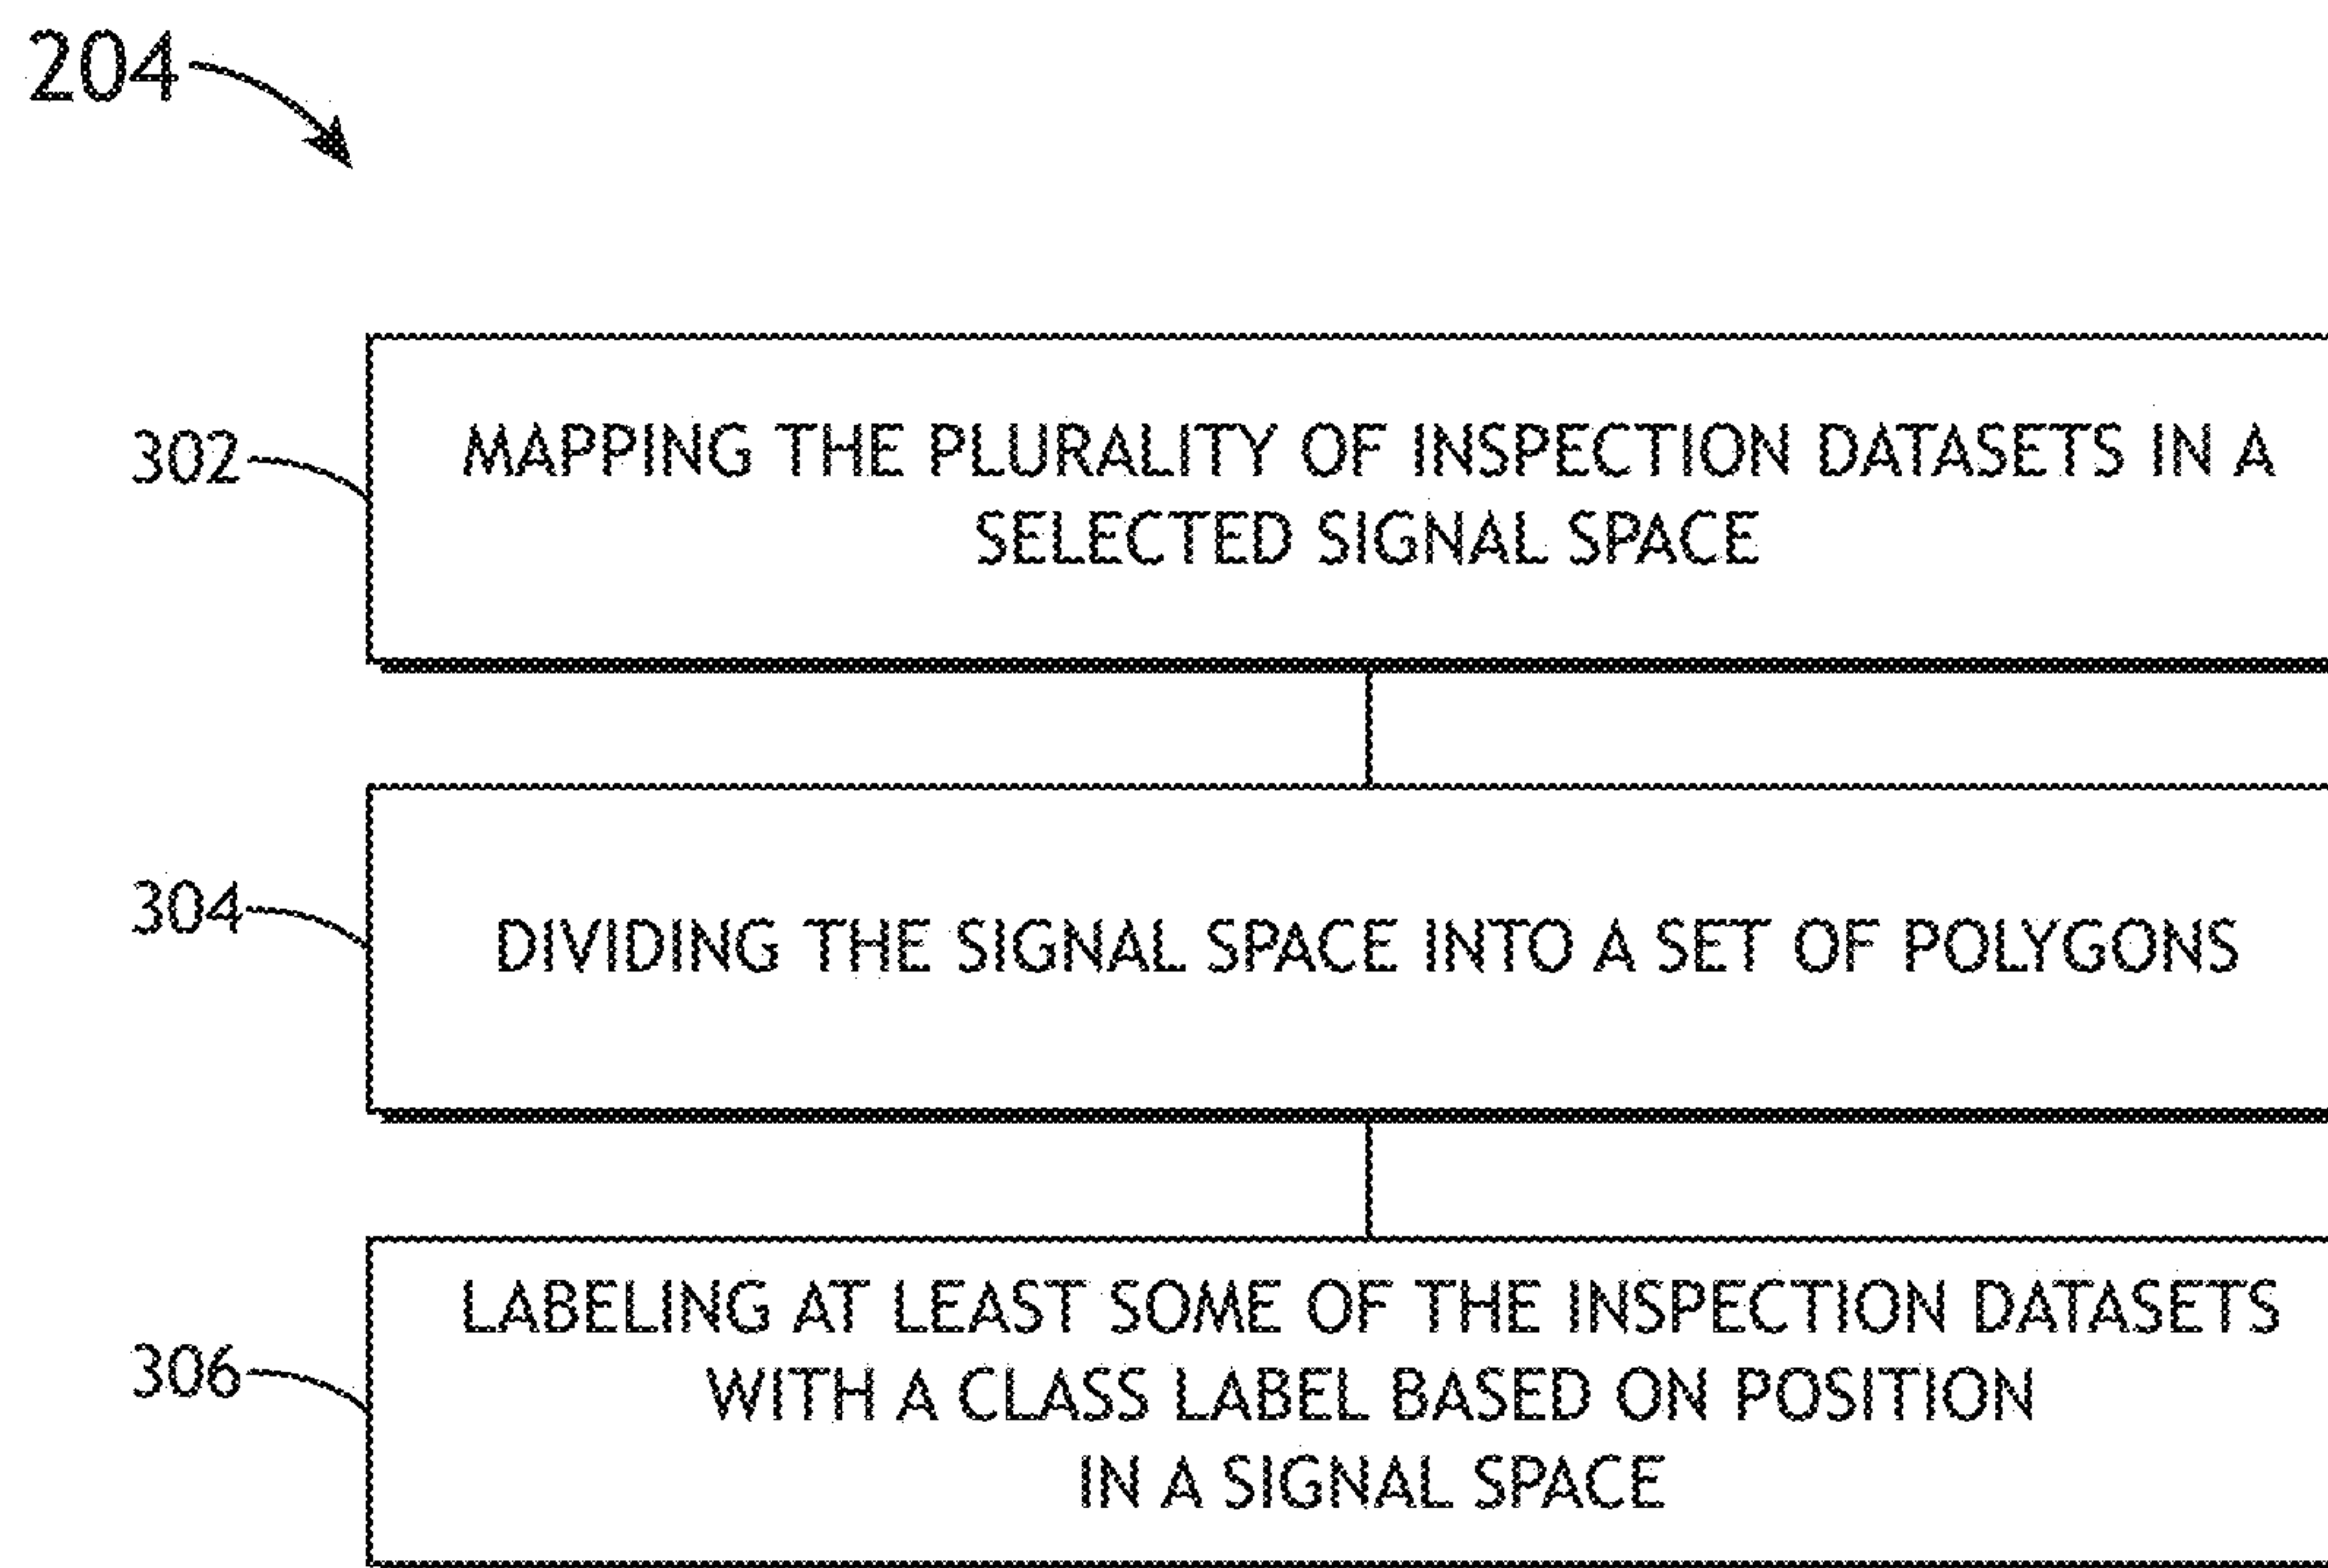 204
302
MAPPING THE PLURALITY OF INSPECTION DATASETS IN A
SELECTED SIGNAL SPACE
304
DIVIDING THE SIGNAL SPACE INTO A SET OF POLYGONS
306
LABELING AT LEAST SOME OF THE INSPECTION DATASETS
WITH A CLASS LABEL BASED ON POSITION
IN A SIGNAL SPACE